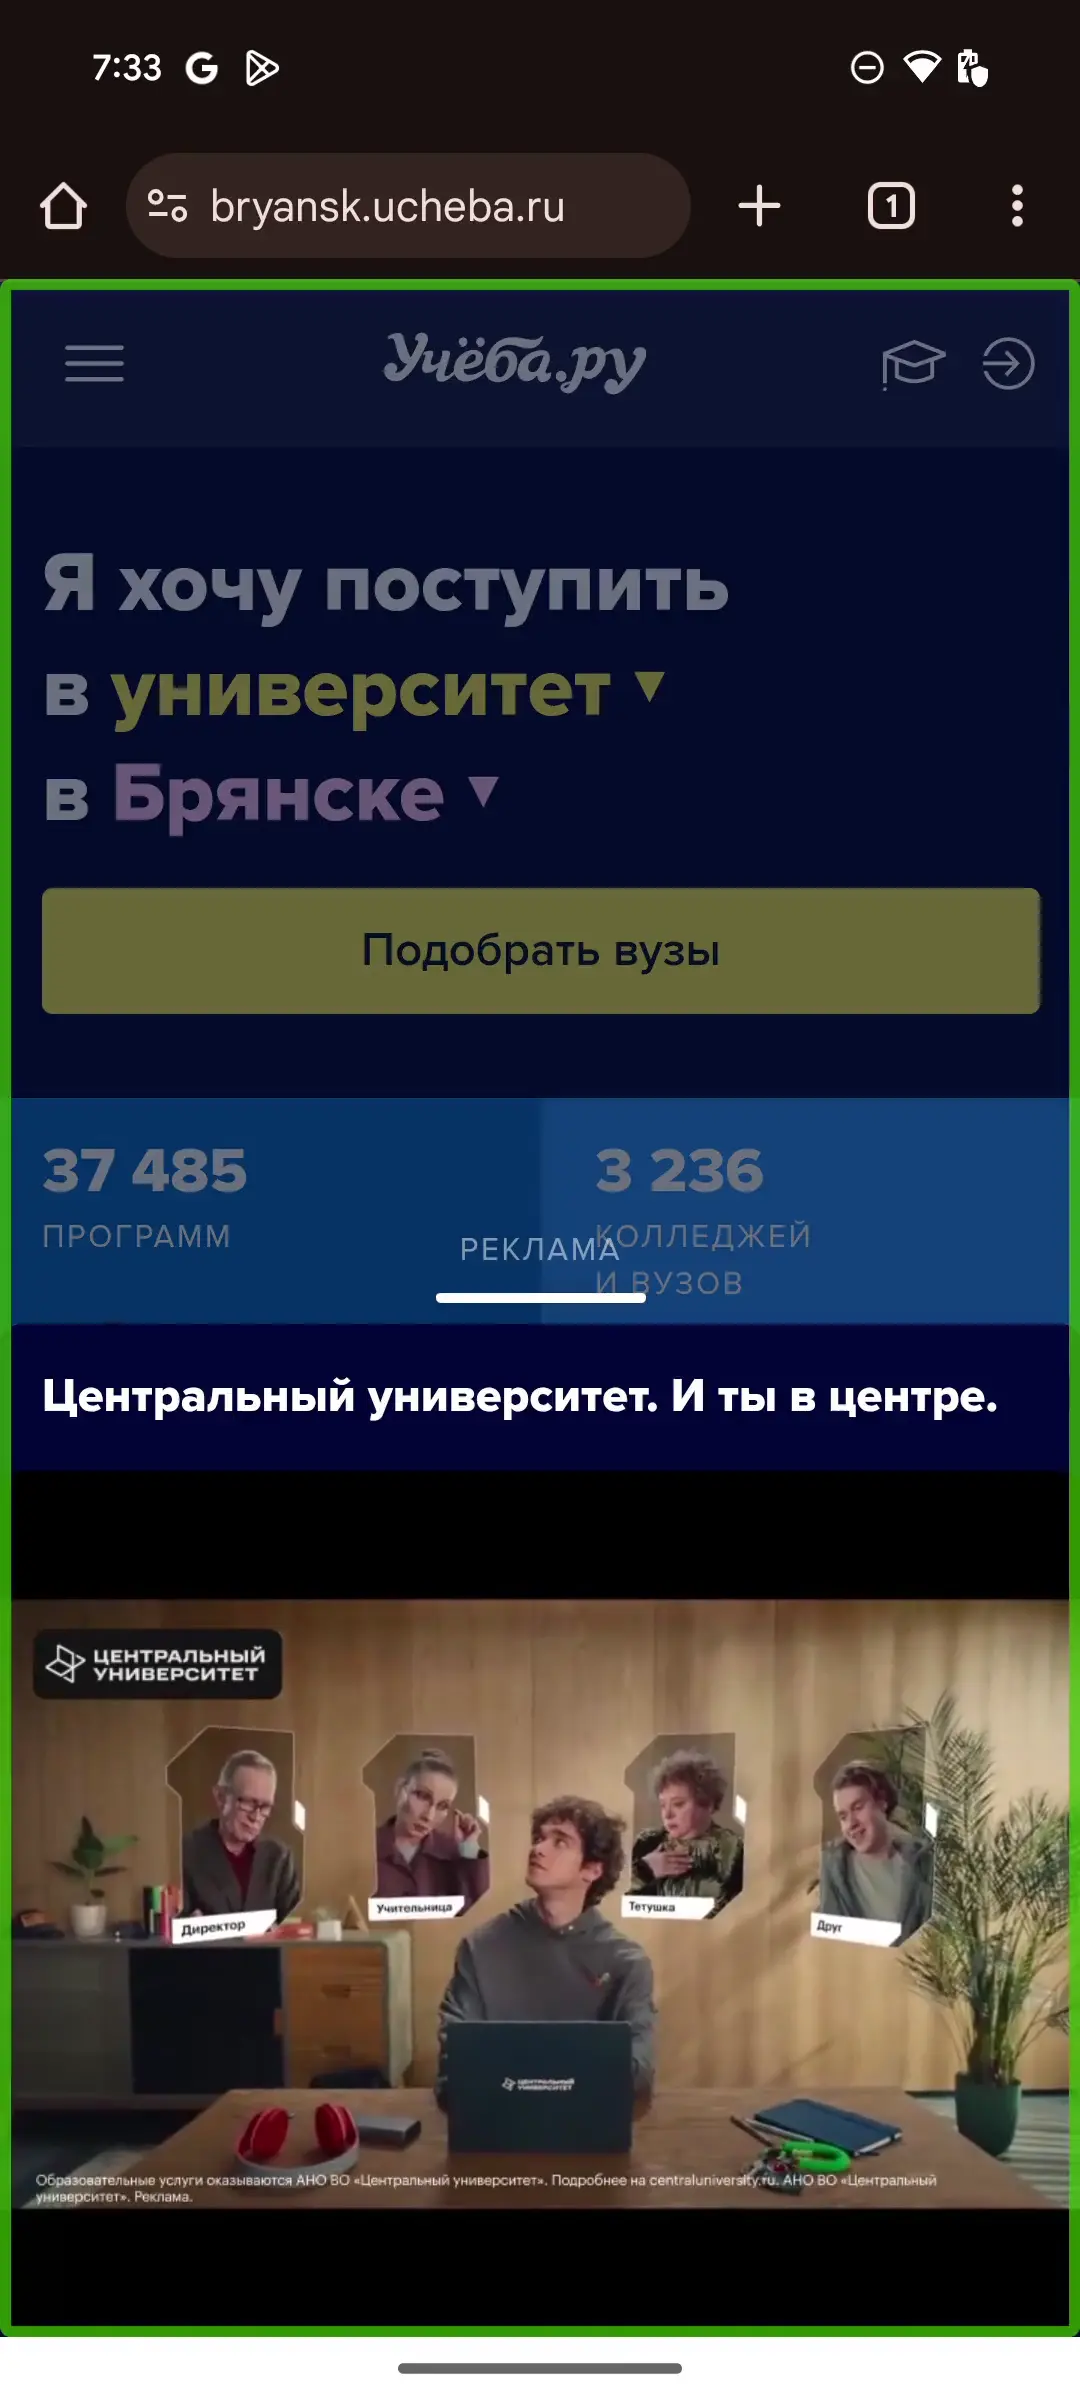 7:33
bryansk.ucheba.ru
1
Учёба.ру
Я хочу поступить
в университет
в Брянске
Подобрать вузы
37 485
ПРОГРАММ
3 236
КОЛЛЕДЖЕЙ
И ВУЗОВ
РЕКЛАМА
Центральный университет. И ты в центре.
ЦЕНТРАЛЬНЫЙ
УНИВЕРСИТЕТ
Директор
Учительница
Тетушка
Друг
ЦЕНТРАЛЬНЫЙ
УНИВЕРСИТЕТ
Образовательные услуги оказываются АНО ВО «Центральный университет». Подробнее на centraluniversity.ru. АНО ВО «Центральный
университет». Реклама.